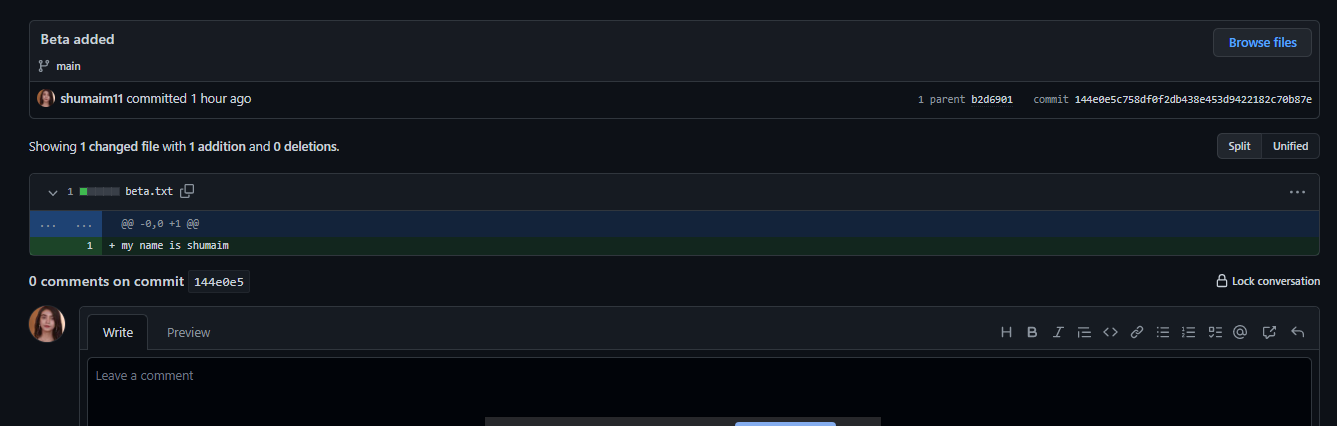 Beta added
Browse files
main
shumaim11 committed 1 hour ago
1 parent b2d6901 commit 144e0e5c758df0f2db438e453d9422182c70b87e
Showing 1 changed file with 1 addition and 0 deletions.
Split Unified
1 beta.txt
... ... @@ -0,0 +1 @@
1 + my name is shumaim
0 comments on commit 144e0e5
Lock conversation
Write Preview
Leave a comment